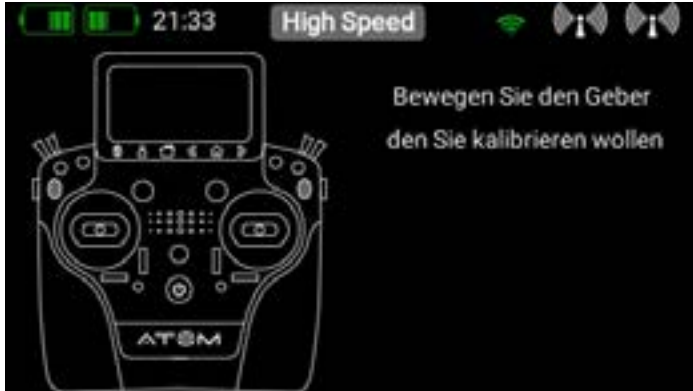 21:33
High Speed
Bewegen Sie den Geber
den Sie kalibrieren wollen
ATOM